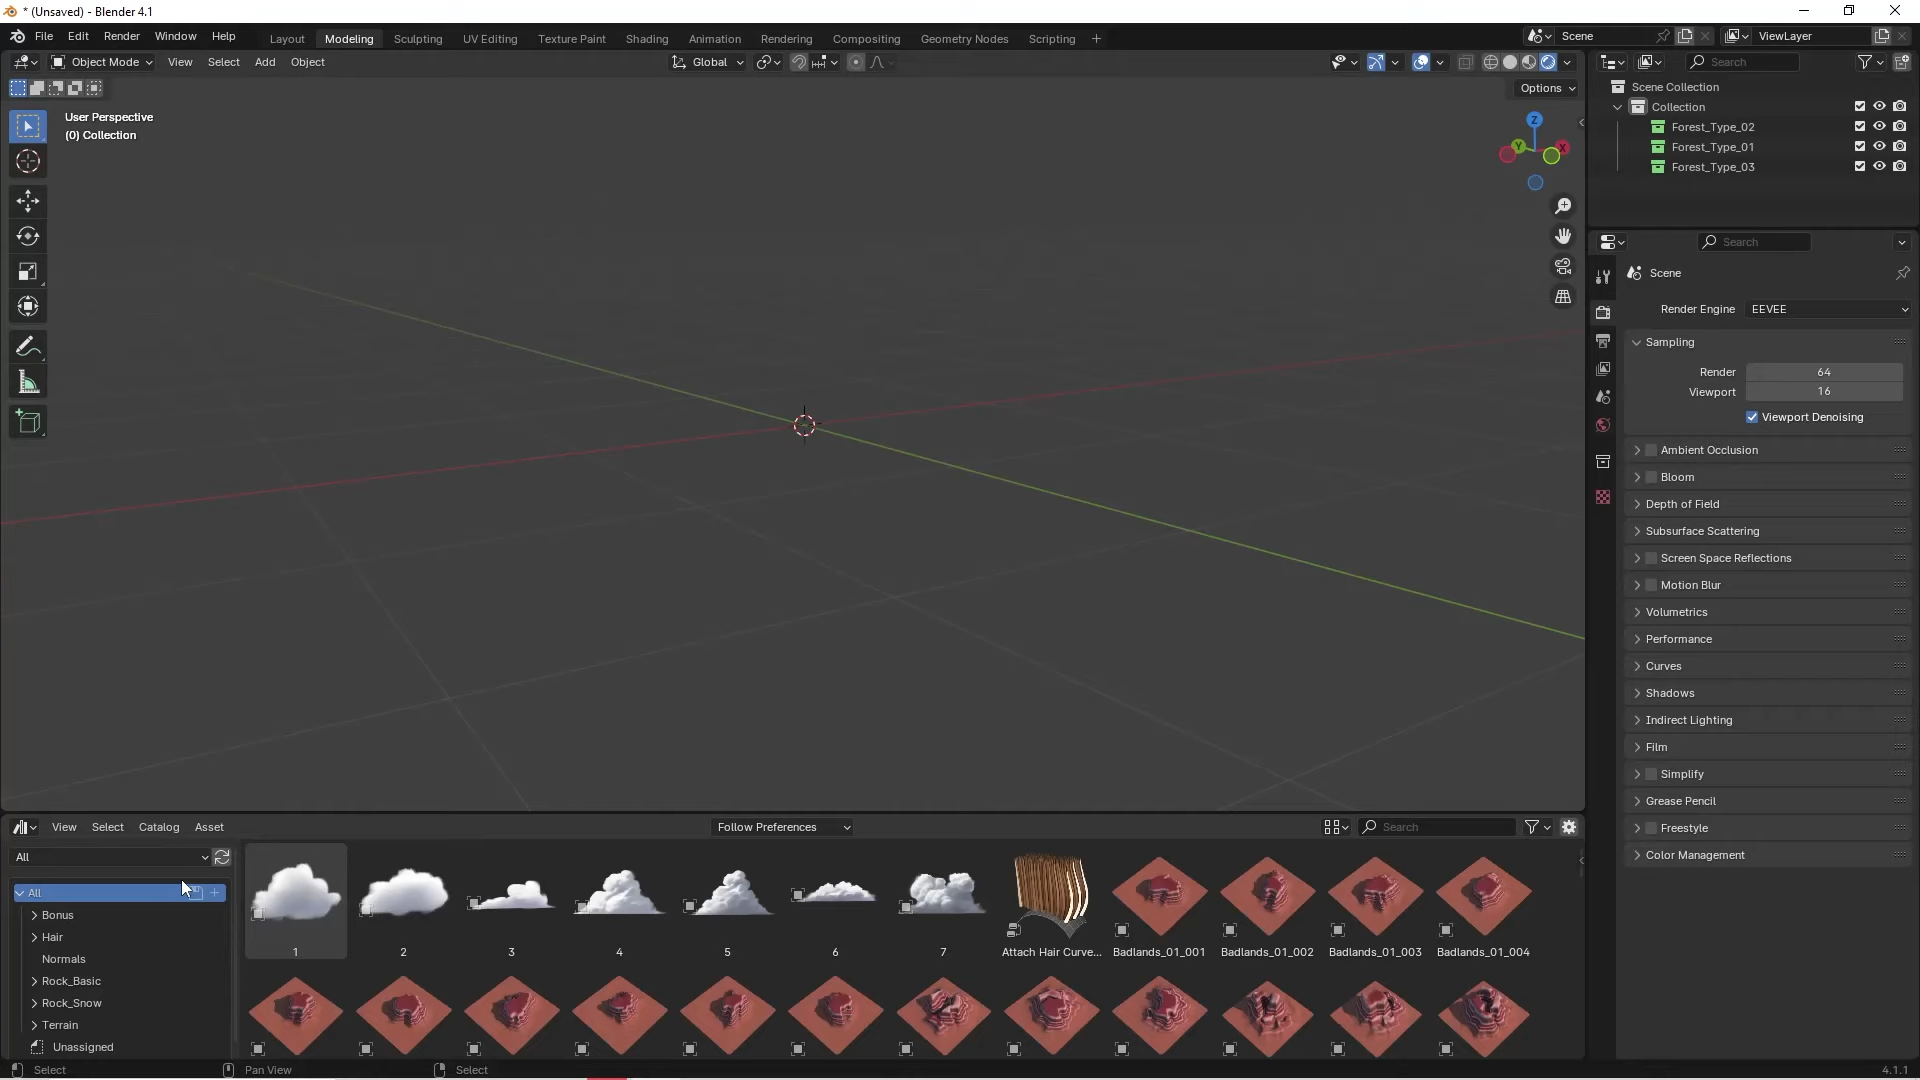 * (Unsaved) - Blender 4.1
File Edit Render Window Help Layout Modeling Sculpting UV Editing Texture Paint Shading Animation Rendering Compositing Geometry Nodes Scripting + Scene ViewLayer
Object Mode View Select Add Object Global Search
Options
User Perspective
(0) Collection
Z
Y
X
Scene Collection
Collection
Forest_Type_02
Forest_Type_01
Forest_Type_03
Search
Scene
Render Engine EEVEE
Sampling
Render 64
Viewport 16
Viewport Denoising
Ambient Occlusion
Bloom
Depth of Field
Subsurface Scattering
Screen Space Reflections
Motion Blur
Volumetrics
Performance
Curves
Shadows
Indirect Lighting
Film
Simplify
Grease Pencil
Freestyle
Color Management
View Select Catalog Asset Follow Preferences Search
All
All
Bonus
Hair
Normals
Rock_Basic
Rock_Snow
Terrain
Unassigned
1 2 3 4 5 6 7 Attach Hair Curve... Badlands_01_001 Badlands_01_002 Badlands_01_003 Badlands_01_004
Select Pan View Select 4.1.1